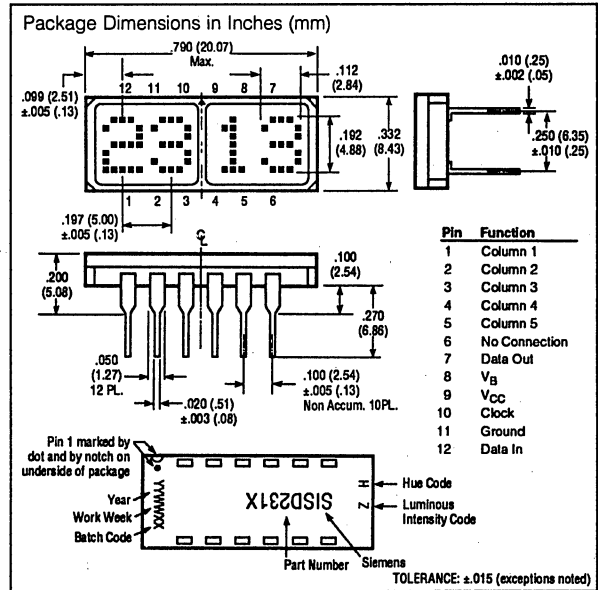 Package Dimensions in Inches (mm)
.790 (20.07)
Max.
.099 (2.51)
±.005 (.13)
12 11 10 9 8 7
.112
(2.84)
.192
(4.88)
.332
(8.43)
.010 (.25)
±.002 (.05)
.250 (6.35)
±.010 (.25)
2313
1 2 3 4 5 6
.197 (5.00)
±.005 (.13)
℄
.200
(5.08)
.100
(2.54)
.270
(6.86)
.050
(1.27)
12 PL.
.020 (.51)
±.003 (.08)
.100 (2.54)
±.005 (.13)
Non Accum. 10PL.
Pin Function
1 Column 1
2 Column 2
3 Column 3
4 Column 4
5 Column 5
6 No Connection
7 Data Out
8 VB
9 VCC
10 Clock
11 Ground
12 Data In
Pin 1 marked by
dot and by notch on
underside of package
Year
Work Week
Batch Code
YYWWXX
SISD231X
H
Z
Hue Code
Luminous
Intensity Code
Part Number
Siemens
TOLERANCE: ±.015 (exceptions noted)